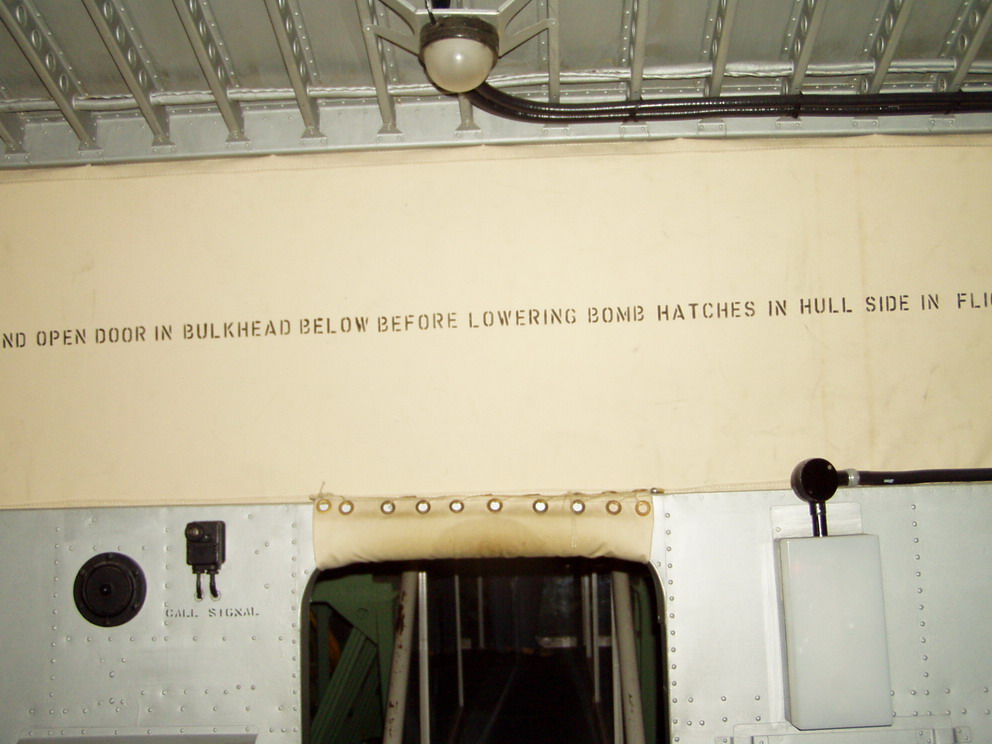 ND OPEN DOOR IN BULKHEAD BELOW BEFORE LOWERING BOMB HATCHES IN HULL SIDE IN FLI
CALL SIGNAL